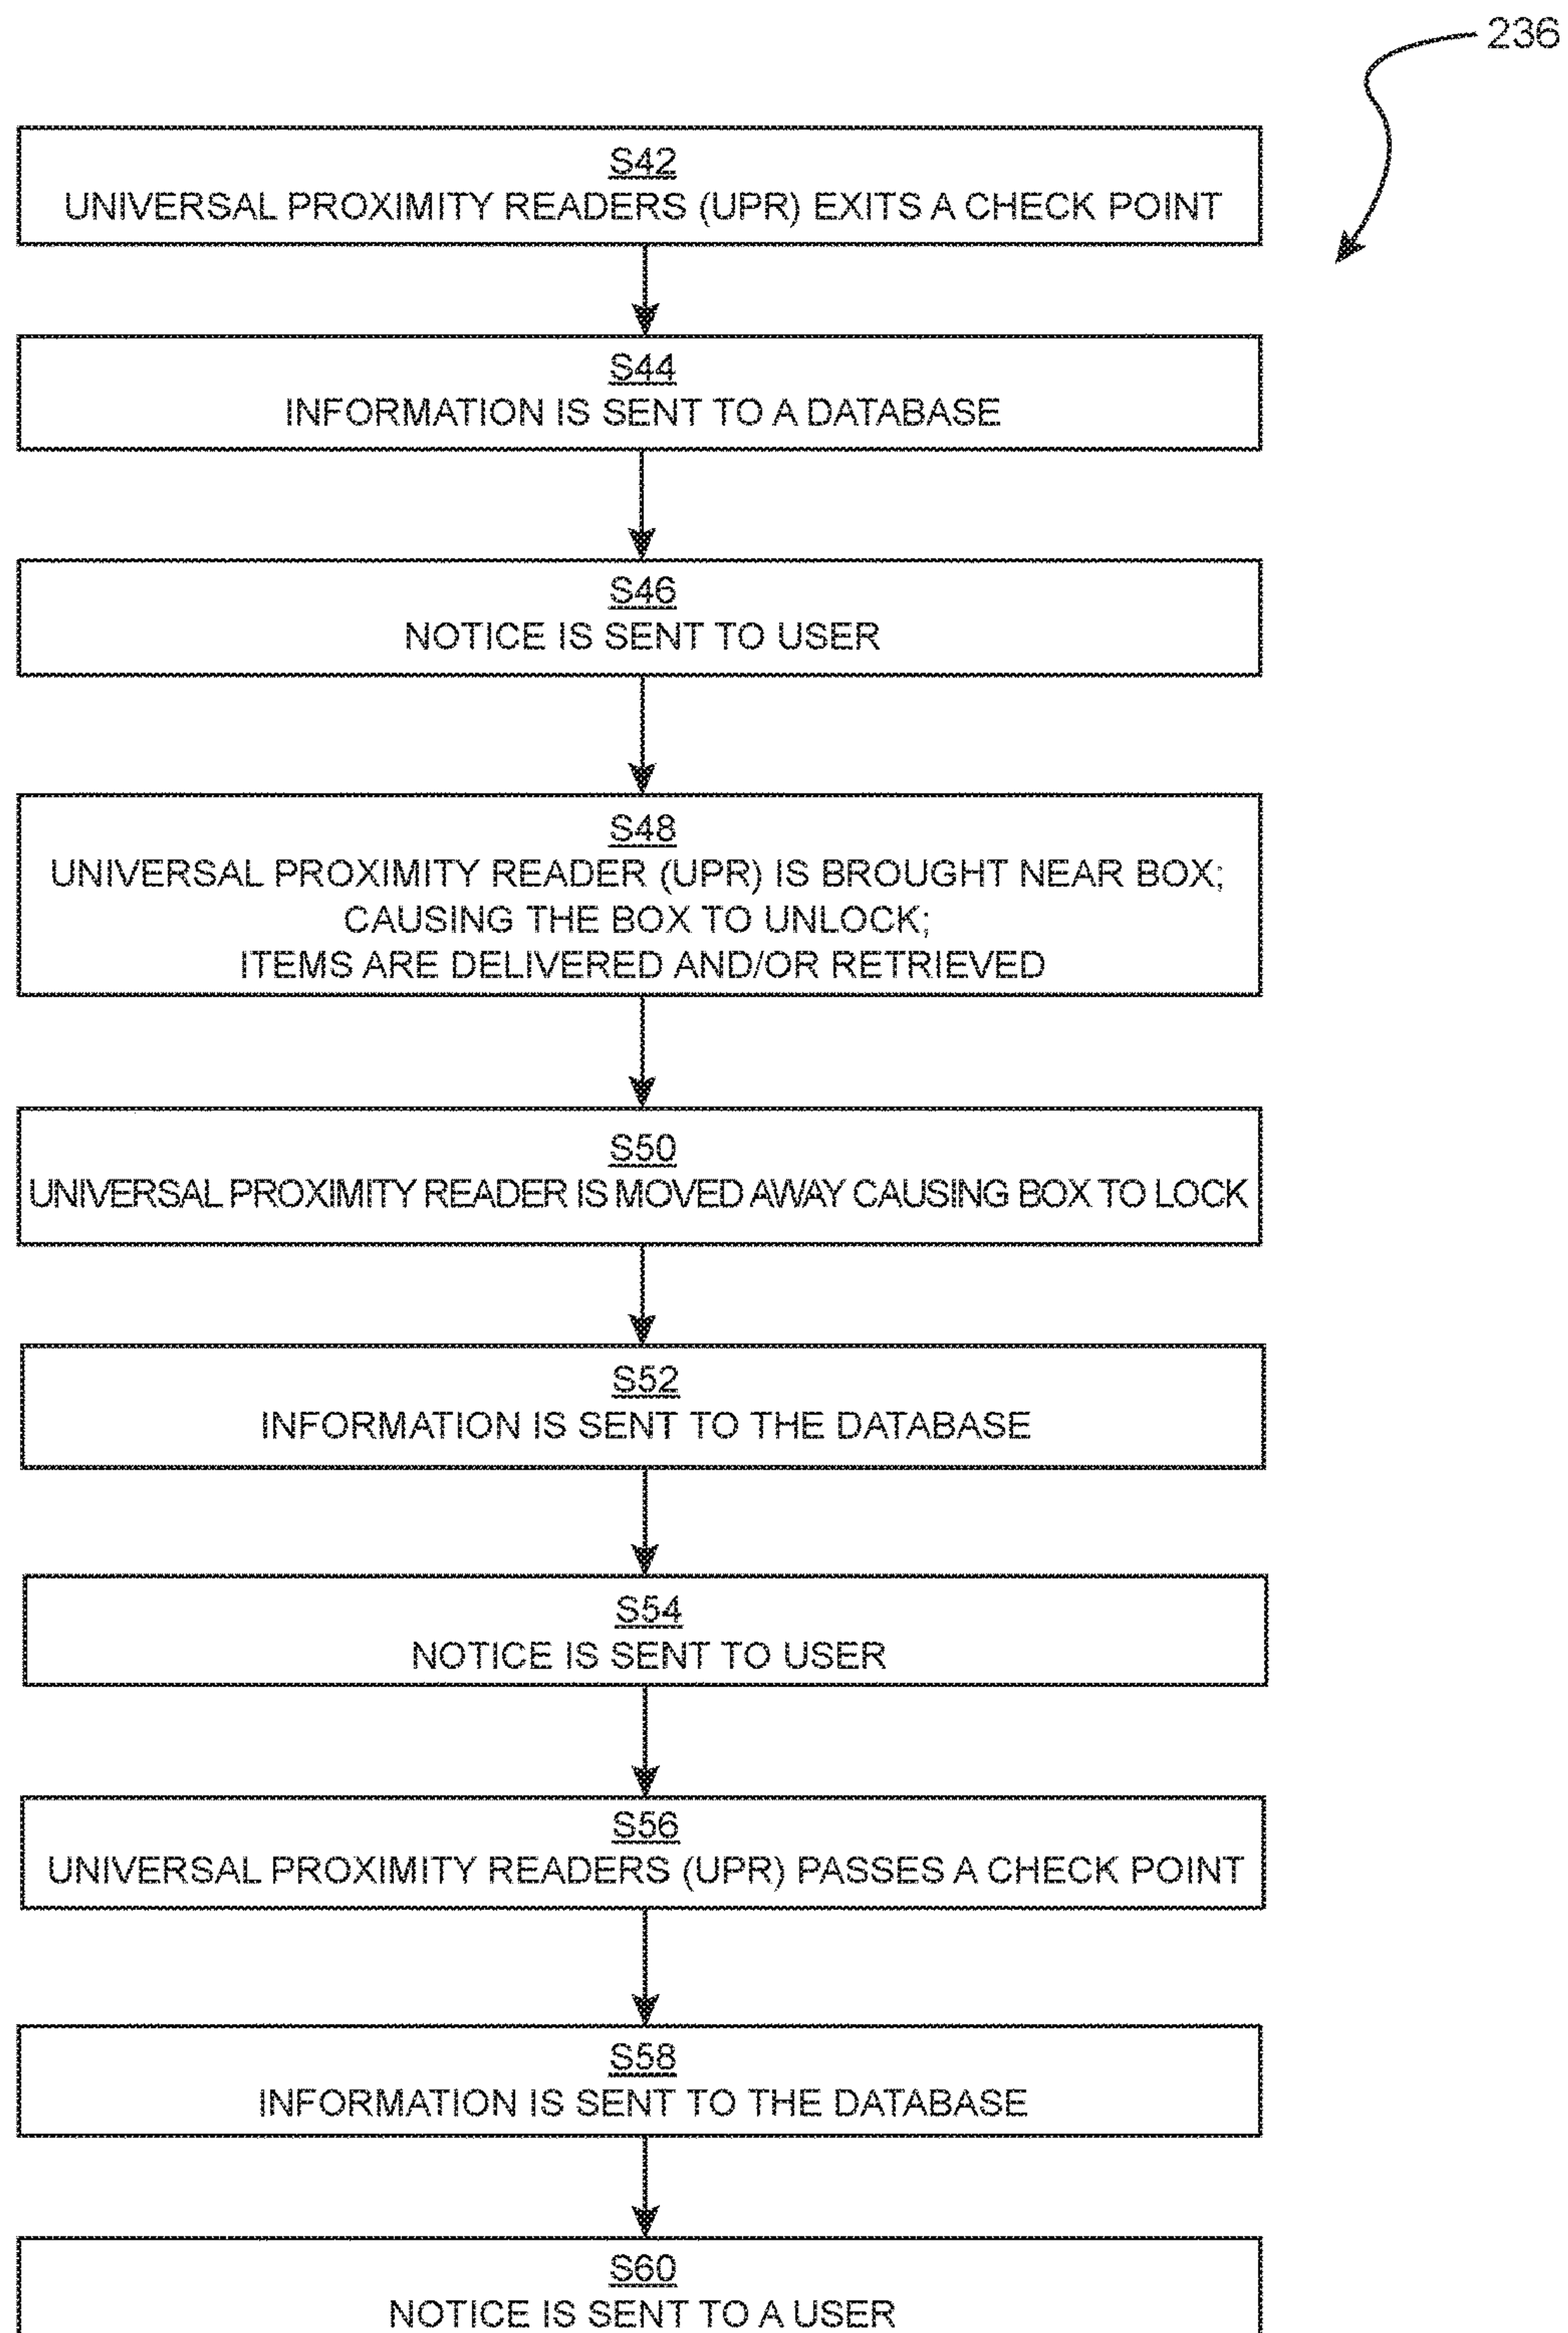 236
S42
UNIVERSAL PROXIMITY READERS (UPR) EXITS A CHECK POINT
S44
INFORMATION IS SENT TO A DATABASE
S46
NOTICE IS SENT TO USER
S48
UNIVERSAL PROXIMITY READER (UPR) IS BROUGHT NEAR BOX;
CAUSING THE BOX TO UNLOCK;
ITEMS ARE DELIVERED AND/OR RETRIEVED
S50
UNIVERSAL PROXIMITY READER IS MOVED AWAY CAUSING BOX TO LOCK
S52
INFORMATION IS SENT TO THE DATABASE
S54
NOTICE IS SENT TO USER
S56
UNIVERSAL PROXIMITY READERS (UPR) PASSES A CHECK POINT
S58
INFORMATION IS SENT TO THE DATABASE
S60
NOTICE IS SENT TO A USER